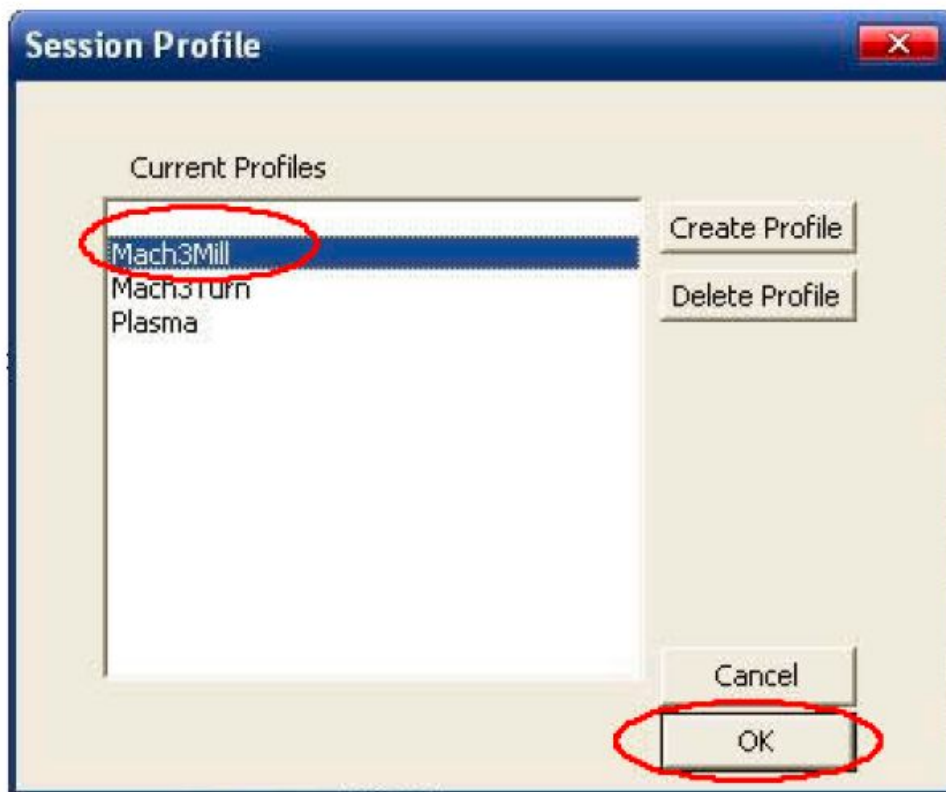 Session Profile
Current Profiles
Create Profile
Mach3Mill
Delete Profile
Mach3Turn
Plasma
Cancel
OK